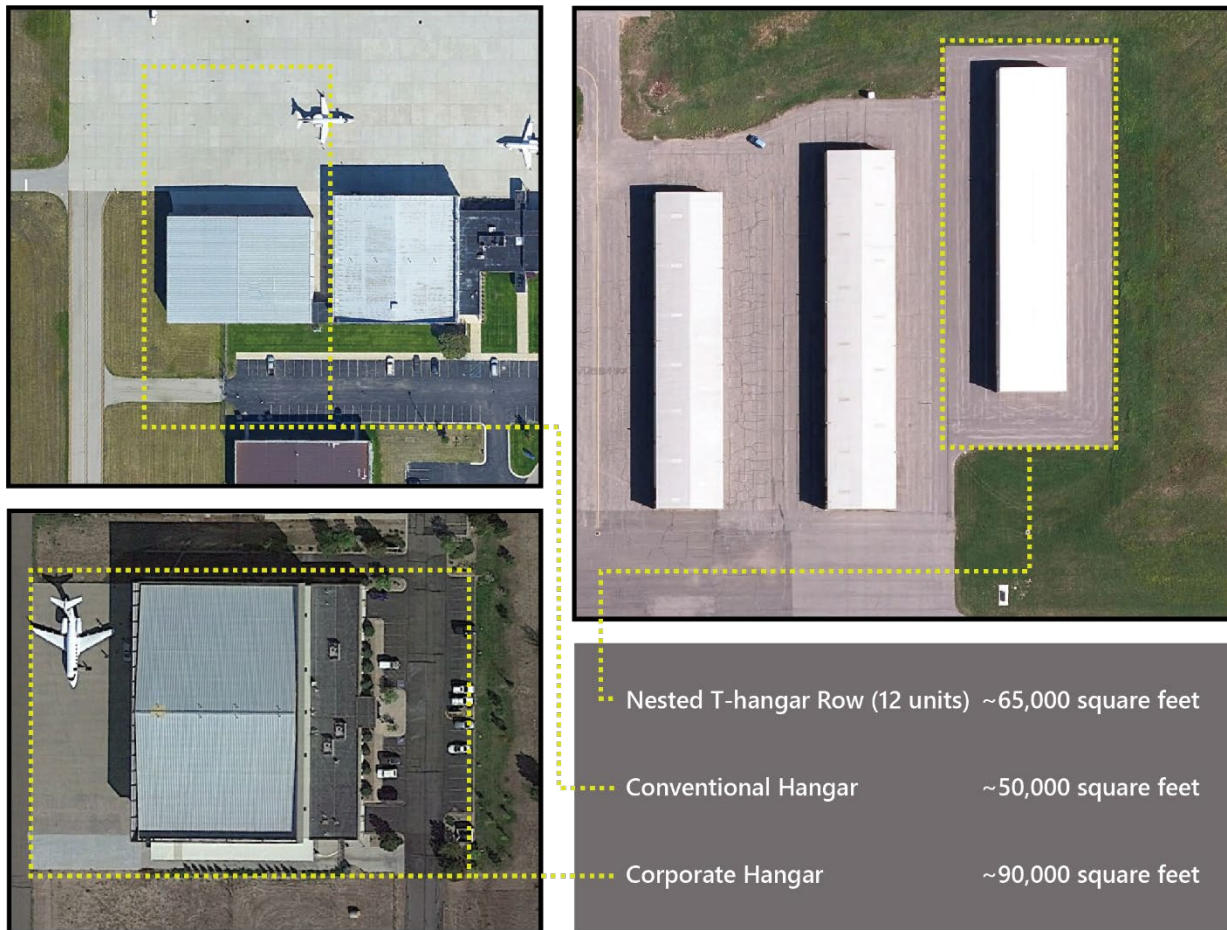 Nested T-hangar Row (12 units) ~65,000 square feet
Conventional Hangar ~50,000 square feet
Corporate Hangar ~90,000 square feet